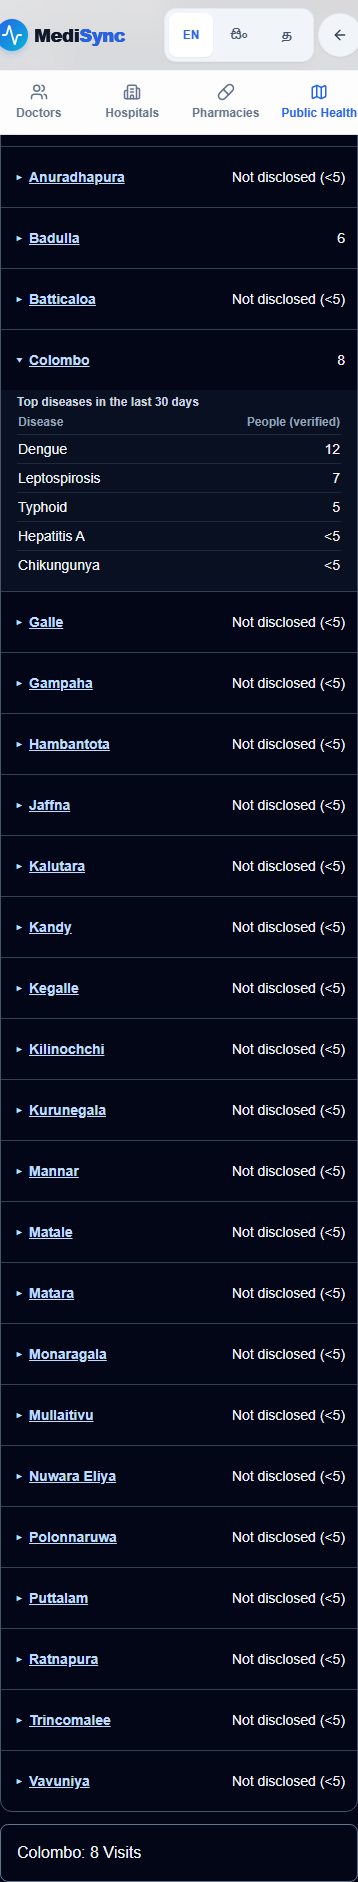 MediSync
EN
සිං
த
Doctors
Hospitals
Pharmacies
Public Health
Anuradhapura Not disclosed (<5)
Badulla 6
Batticaloa Not disclosed (<5)
Colombo 8
Top diseases in the last 30 days
Disease People (verified)
Dengue 12
Leptospirosis 7
Typhoid 5
Hepatitis A <5
Chikungunya <5
Galle Not disclosed (<5)
Gampaha Not disclosed (<5)
Hambantota Not disclosed (<5)
Jaffna Not disclosed (<5)
Kalutara Not disclosed (<5)
Kandy Not disclosed (<5)
Kegalle Not disclosed (<5)
Kilinochchi Not disclosed (<5)
Kurunegala Not disclosed (<5)
Mannar Not disclosed (<5)
Matale Not disclosed (<5)
Matara Not disclosed (<5)
Monaragala Not disclosed (<5)
Mullaitivu Not disclosed (<5)
Nuwara Eliya Not disclosed (<5)
Polonnaruwa Not disclosed (<5)
Puttalam Not disclosed (<5)
Ratnapura Not disclosed (<5)
Trincomalee Not disclosed (<5)
Vavuniya Not disclosed (<5)
Colombo: 8 Visits